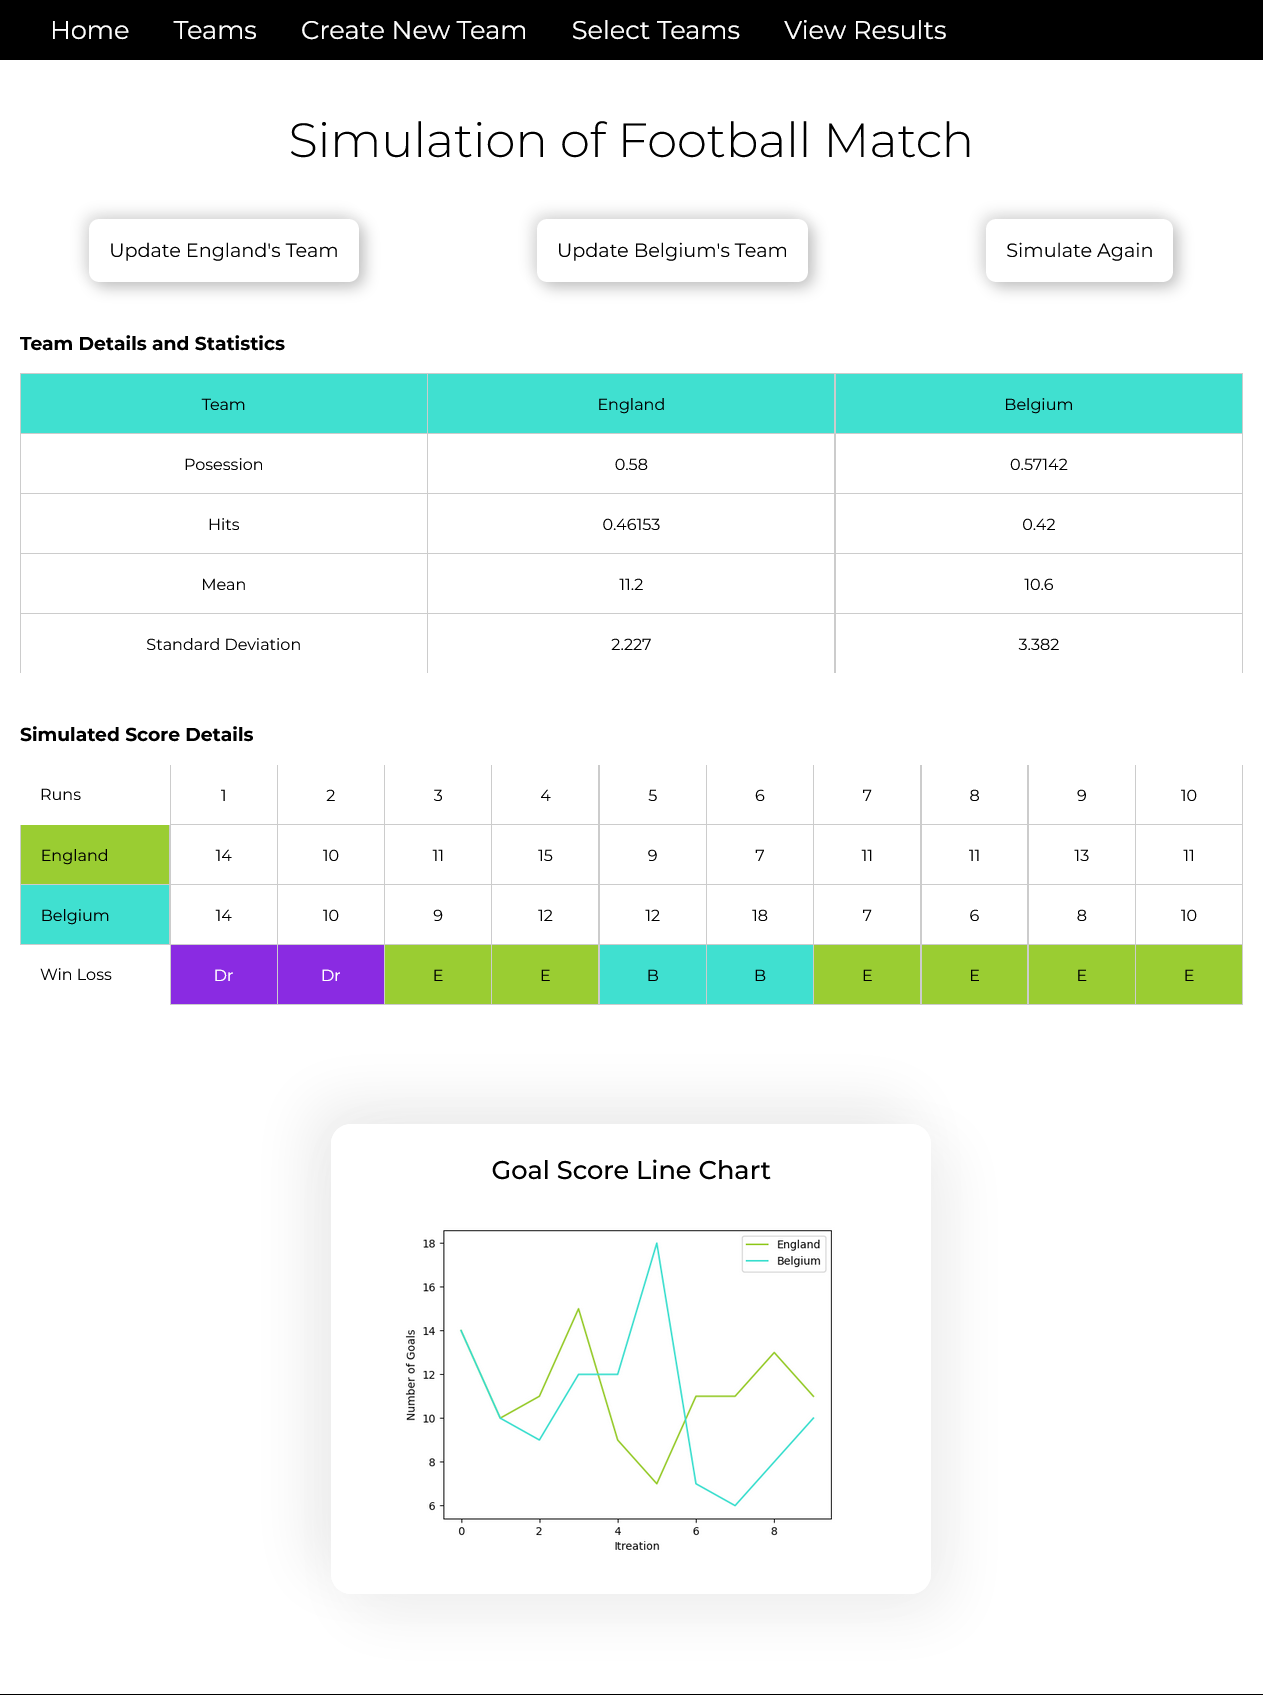 Home Teams Create New Team Select Teams View Results
Simulation of Football Match
Update England's Team Update Belgium's Team Simulate Again
Team Details and Statistics
Team England Belgium
Posession 0.58 0.57142
Hits 0.46153 0.42
Mean 11.2 10.6
Standard Deviation 2.227 3.382
Simulated Score Details
Runs 1 2 3 4 5 6 7 8 9 10
England 14 10 11 15 9 7 11 11 13 11
Belgium 14 10 9 12 12 18 7 6 8 10
Win Loss Dr Dr E E B B E E E E
Goal Score Line Chart
England
Belgium
Number of Goals
18
16
14
12
10
8
6
0 2 4 6 8
Itreation